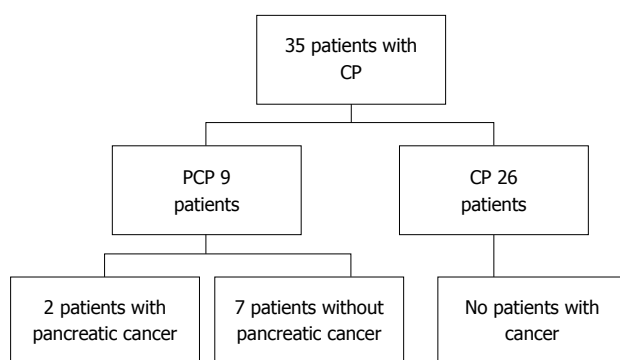 35 patients with
CP
PCP 9
patients
CP 26
patients
2 patients with
pancreatic cancer
7 patients without
pancreatic cancer
No patients with
cancer